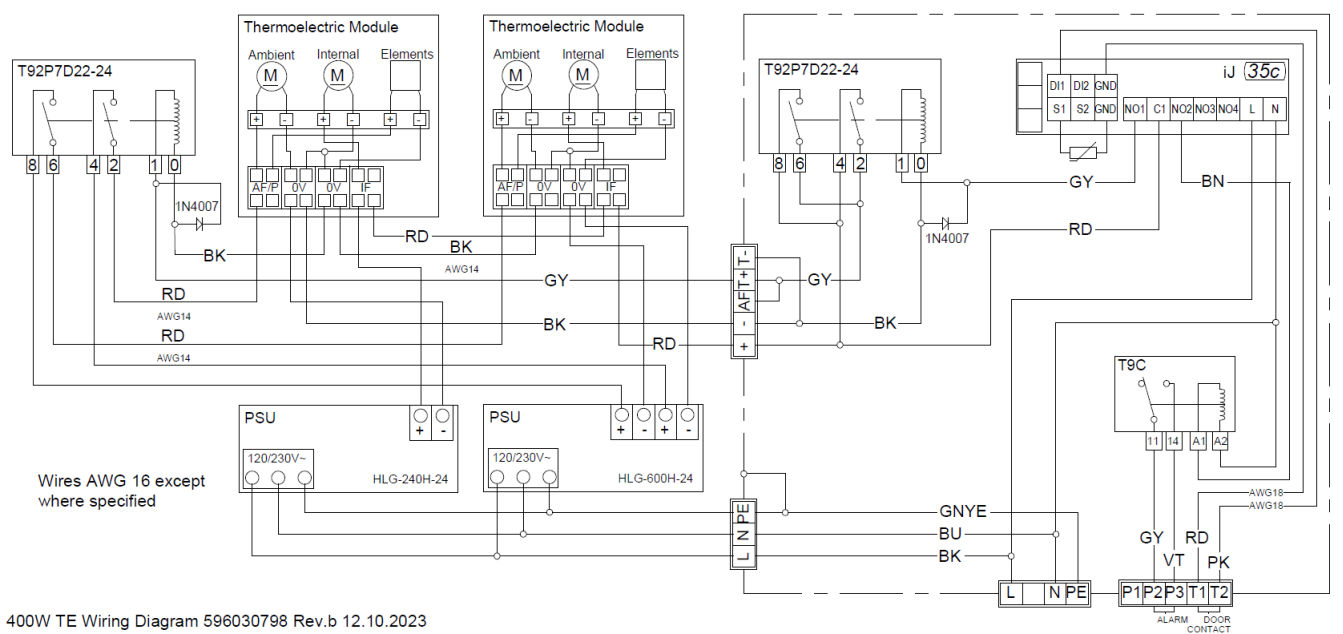 Thermoelectric Module
Ambient Internal Elements
M M
+ - + - + -
AF/P 0V 0V IF
Thermoelectric Module
Ambient Internal Elements
M M
+ - + - + -
AF/P 0V 0V IF
T92P7D22-24
8 6 4 2 1 0
1N4007
T92P7D22-24
8 6 4 2 1 0
1N4007
iJ 35c
DI1 DI2 GND
S1 S2 GND NO1 C1 NO2 NO3 NO4 L N
GY
BN
RD
RD
BK
BK
AWG14
GY
GY
RD
AWG14
BK
BK
RD
AWG14
RD
T-
T+
AF
-
+
T9C
11 14 A1 A2
PSU
+ -
120/230V~
HLG-240H-24
PSU
+ - + -
120/230V~
HLG-600H-24
Wires AWG 16 except
where specified
PE
N
L
GNYE
BU
BK
AWG18
AWG18
GY RD
VT PK
L N PE
P1 P2 P3 T1 T2
ALARM DOOR
CONTACT
400W TE Wiring Diagram 596030798 Rev.b 12.10.2023